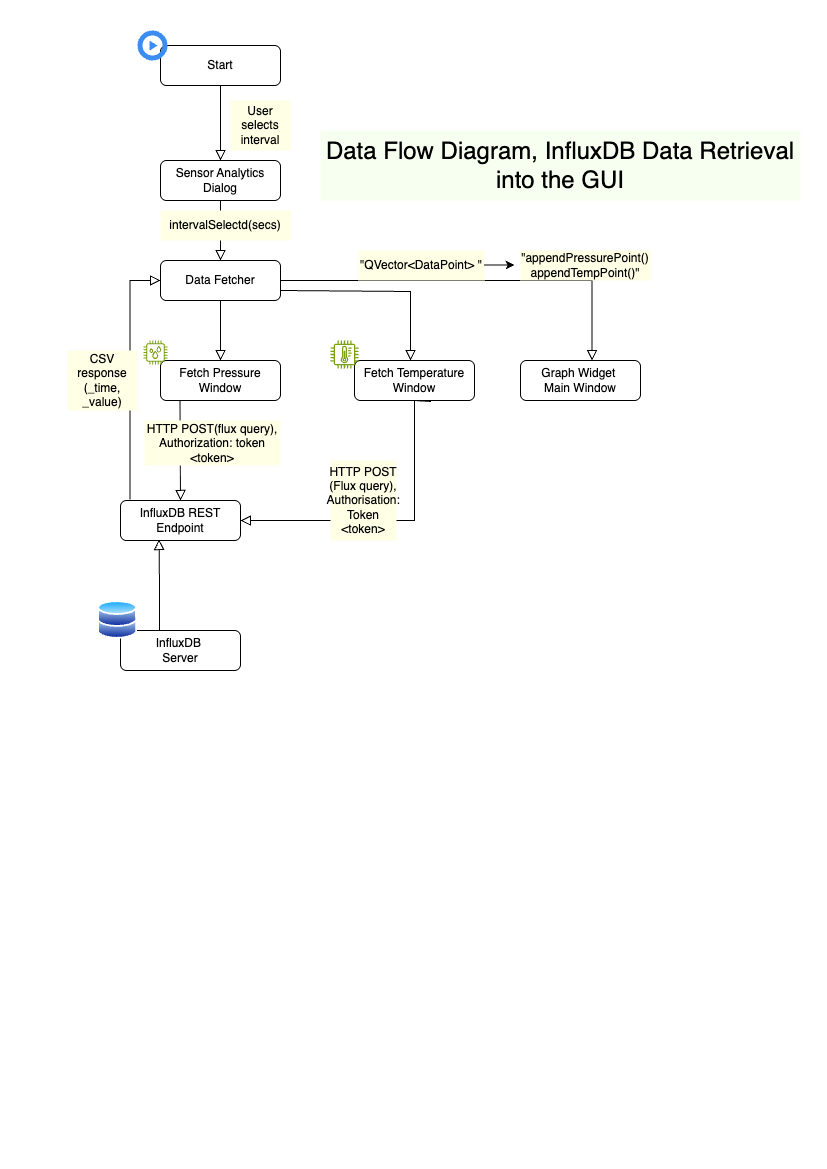 Start
User
selects
interval
Data Flow Diagram, InfluxDB Data Retrieval
into the GUI
Sensor Analytics
Dialog
intervalSelectd(secs)
"QVector<DataPoint> "
"appendPressurePoint()
appendTempPoint()"
Data Fetcher
CSV
response
(_time,
_value)
Fetch Pressure
Window
Fetch Temperature
Window
Graph Widget
Main Window
HTTP POST(flux query),
Authorization: token
<token>
HTTP POST
(Flux query),
Authorisation:
Token
<token>
InfluxDB REST
Endpoint
InfluxDB
Server